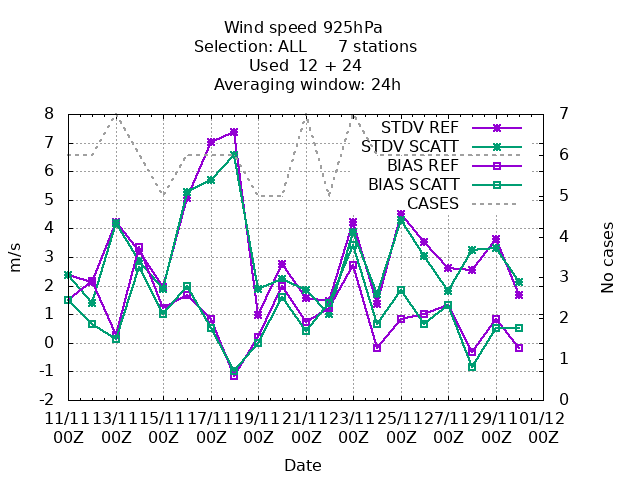 Wind speed 925hPa
Selection: ALL 7 stations
Used 12 + 24
Averaging window: 24h
8 7
STDV REF
7
STDV SCATT
6 6
BIAS REF
BIAS SCATT
5 5
CASES
4 4
3 3
2
1 2
0
-1 1
-2 0
m/s
No cases
11/11 13/11 15/11 17/11 19/11 21/11 23/11 25/11 27/11 29/11 01/12
00Z 00Z 00Z 00Z 00Z 00Z 00Z 00Z 00Z 00Z 00Z
Date